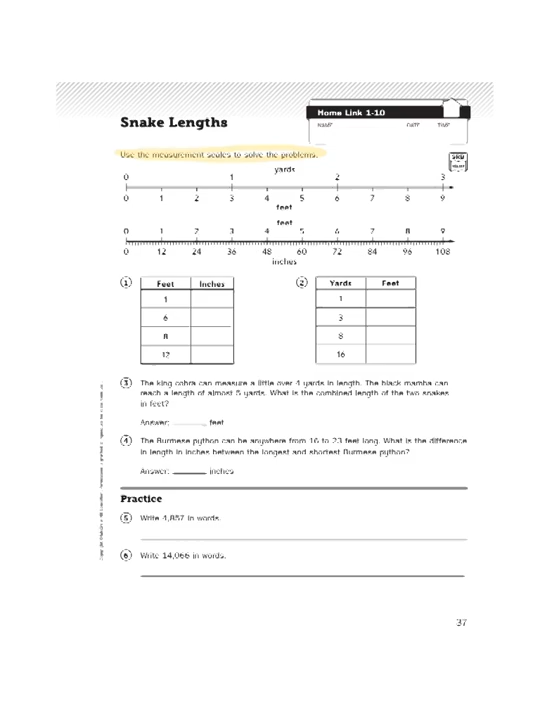 Snake Lengths
Home Link 1-10
NAME DATE TIME
Use the measurement scales to solve the problems.
SRB
yards
0 1 2 3
0 1 2 3 4 5 6 7 8 9
feet
feet
0 1 2 3 4 5 6 7 8 9
0 12 24 36 48 60 72 84 96 108
inches
1 Feet Inches
1
6
8
12
2 Yards Feet
1
3
8
16
3 The king cobra can measure a little over 4 yards in length. The black mamba can
reach a length of almost 5 yards. What is the combined length of the two snakes
in feet?
Answer: ______ feet
4 The Burmese python can be anywhere from 16 to 23 feet long. What is the difference
in length in inches between the longest and shortest Burmese python?
Answer: ______ inches
Practice
5 Write 4,857 in words.
6 Write 14,066 in words.
37